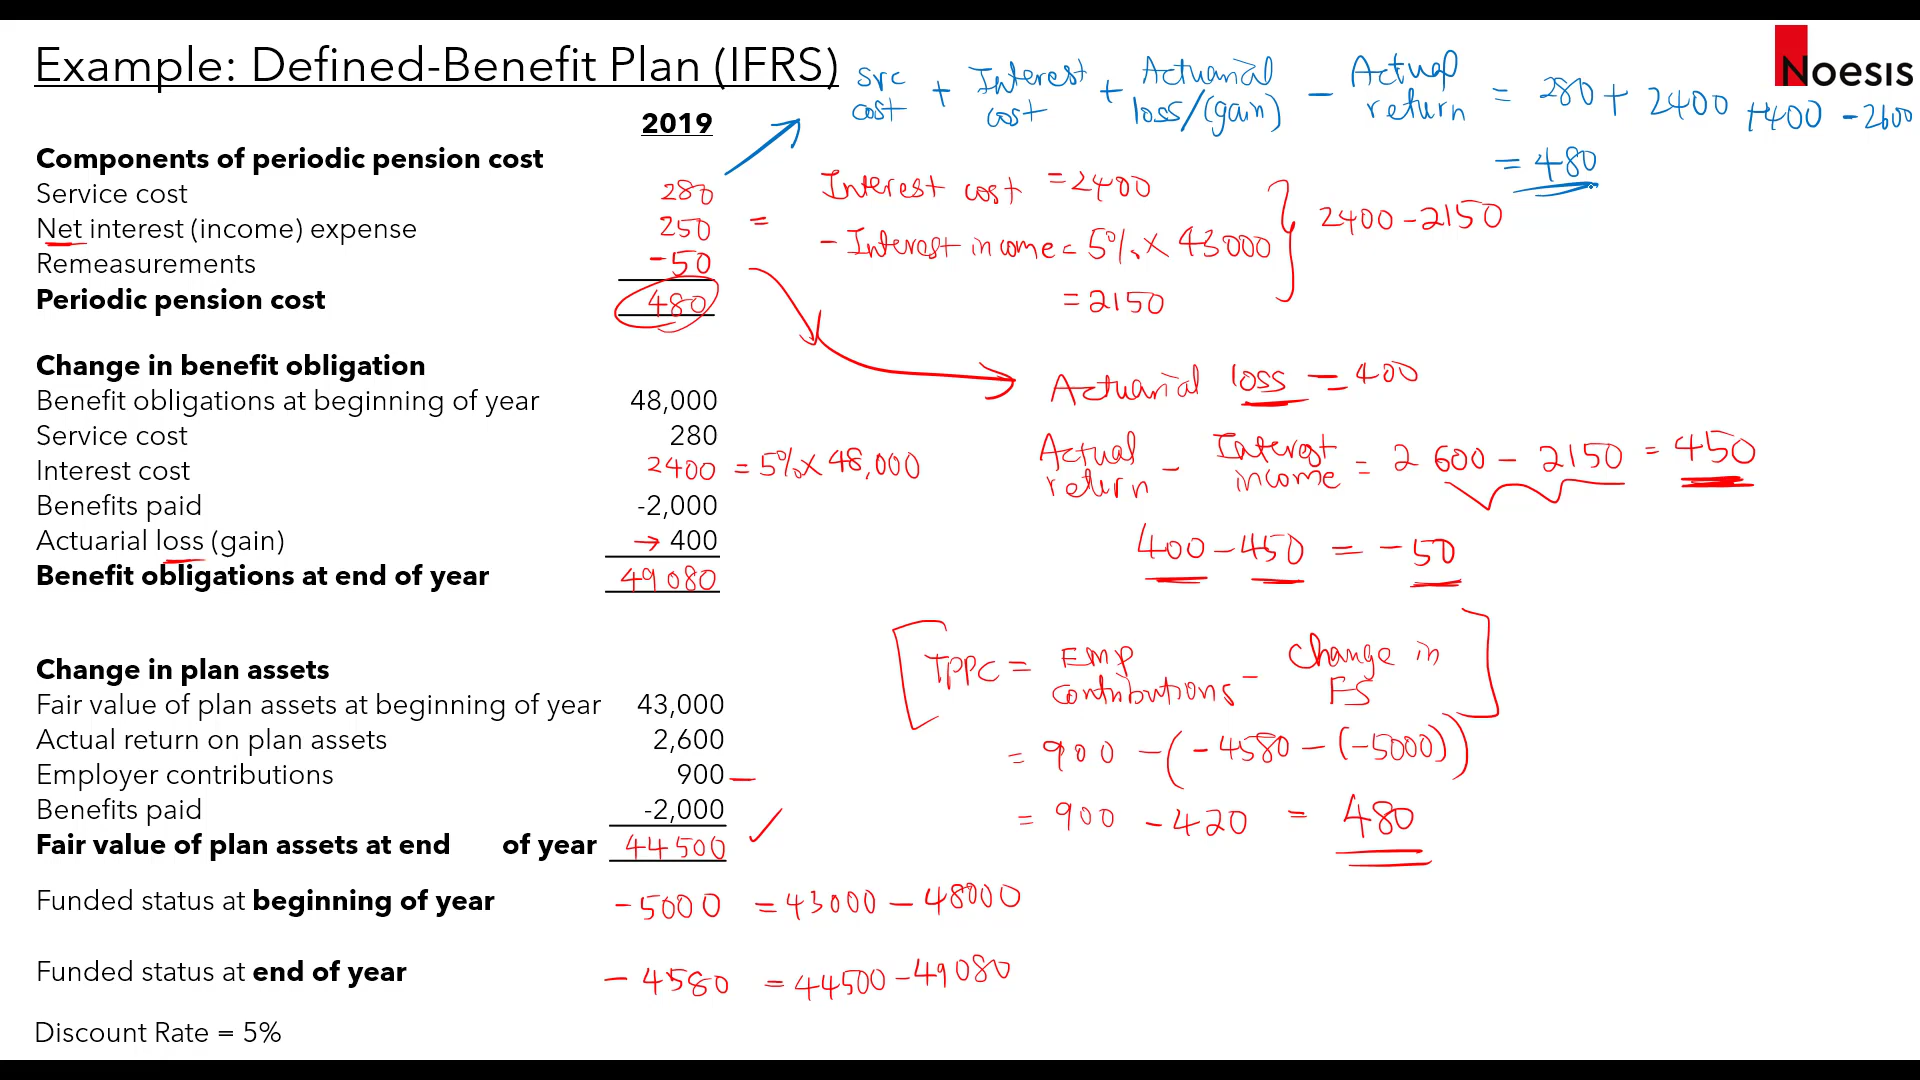 Example: Defined-Benefit Plan (IFRS)
Noesis
src cost + Interest cost + Actuarial loss/(gain) - Actual return = 280 + 2400 +400 - 2600
= 480
2019
Components of periodic pension cost
Service cost 280
Net interest (income) expense 250 = Interest cost = 2400
- Interest income = 5% × 43000
= 2150
} 2400 - 2150
Remeasurements -50
Periodic pension cost 480
Actuarial loss = 400
Actual return - Interest income = 2600 - 2150 = 450
400 - 450 = -50
Change in benefit obligation
Benefit obligations at beginning of year 48,000
Service cost 280
Interest cost 2400 = 5% × 48,000
Benefits paid -2,000
Actuarial loss (gain) → 400
Benefit obligations at end of year 49080
[TPPC = Emp contributions - Change in FS]
= 900 - (-4580 - (-5000))
= 900 - 420 = 480
Change in plan assets
Fair value of plan assets at beginning of year 43,000
Actual return on plan assets 2,600
Employer contributions 900
Benefits paid -2,000
Fair value of plan assets at end of year 44500 ✓
Funded status at beginning of year -5000 = 43000 - 48000
Funded status at end of year -4580 = 44500 - 49080
Discount Rate = 5%